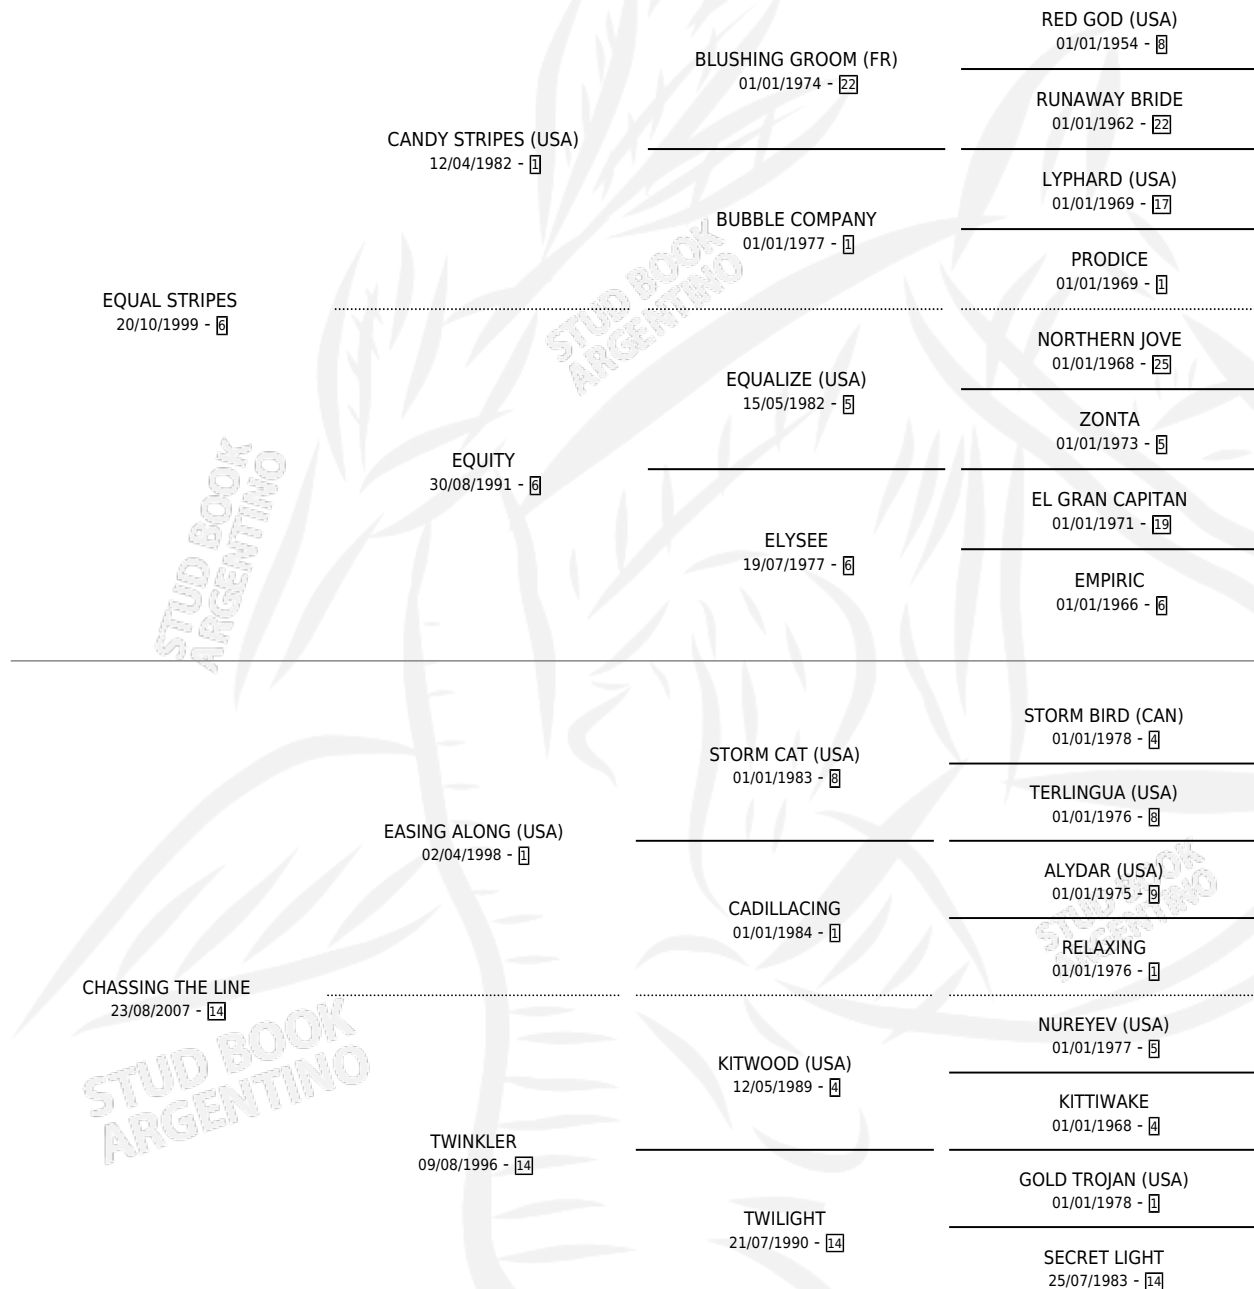 RED GOD (USA)
01/01/1954 - 8
BLUSHING GROOM (FR)
01/01/1974 - 22
RUNAWAY BRIDE
01/01/1962 - 22
CANDY STRIPES (USA)
12/04/1982 - 1
LYPHARD (USA)
01/01/1969 - 17
BUBBLE COMPANY
01/01/1977 - 1
PRODICE
01/01/1969 - 1
EQUAL STRIPES
20/10/1999 - 6
STUD BOOK
ARGENTINO
NORTHERN JOVE
01/01/1968 - 25
EQUALIZE (USA)
15/05/1982 - 5
ZONTA
01/01/1973 - 5
EQUITY
30/08/1991 - 6
EL GRAN CAPITAN
01/01/1971 - 19
ELYSEE
19/07/1977 - 6
EMPIRIC
01/01/1966 - 6
STUD BOOK
ARGENTINO
STORM BIRD (CAN)
01/01/1978 - 4
STORM CAT (USA)
01/01/1983 - 8
TERLINGUA (USA)
01/01/1976 - 8
EASING ALONG (USA)
02/04/1998 - 1
ALYDAR (USA)
01/01/1975 - 9
CADILLACING
01/01/1984 - 1
STUD BOOK
ARGENTINO
RELAXING
01/01/1976 - 1
CHASSING THE LINE
23/08/2007 - 14
STUD BOOK
ARGENTINO
NUREYEV (USA)
01/01/1977 - 5
KITWOOD (USA)
12/05/1989 - 4
KITTIWAKE
01/01/1968 - 4
TWINKLER
09/08/1996 - 14
GOLD TROJAN (USA)
01/01/1978 - 1
TWILIGHT
21/07/1990 - 14
SECRET LIGHT
25/07/1983 - 14